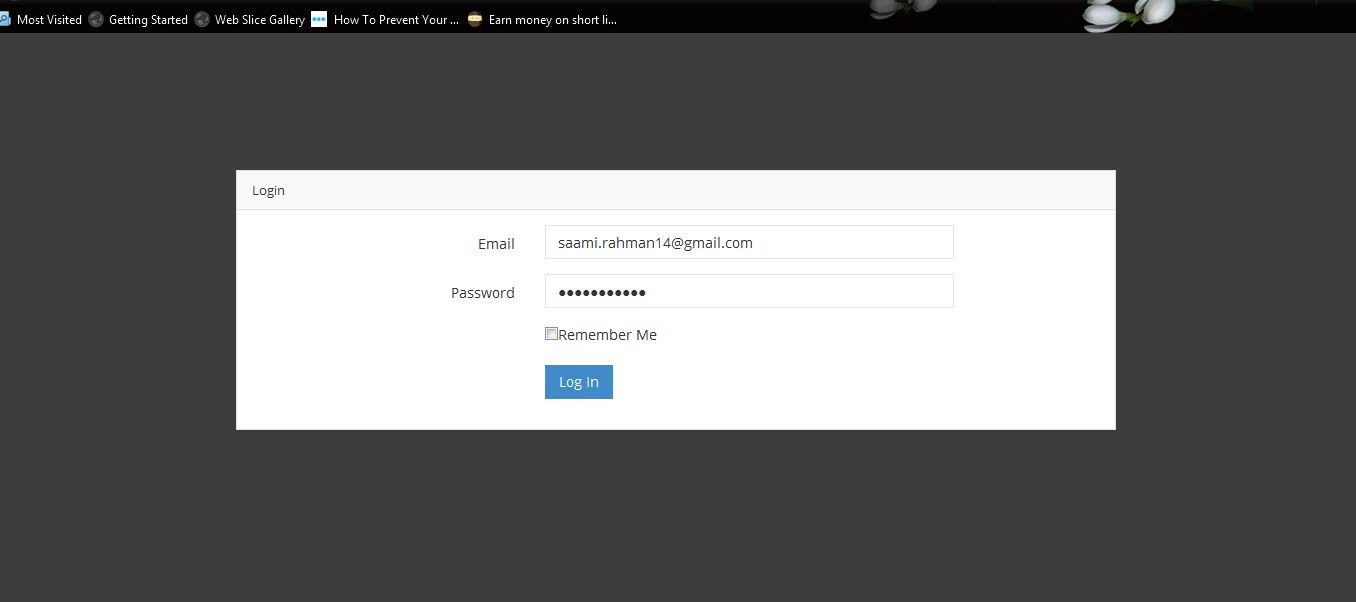 Most Visited Getting Started Web Slice Gallery How To Prevent Your ... Earn money on short li...
Login
Email saami.rahman14@gmail.com
Password •••••••••••
Remember Me
Log In